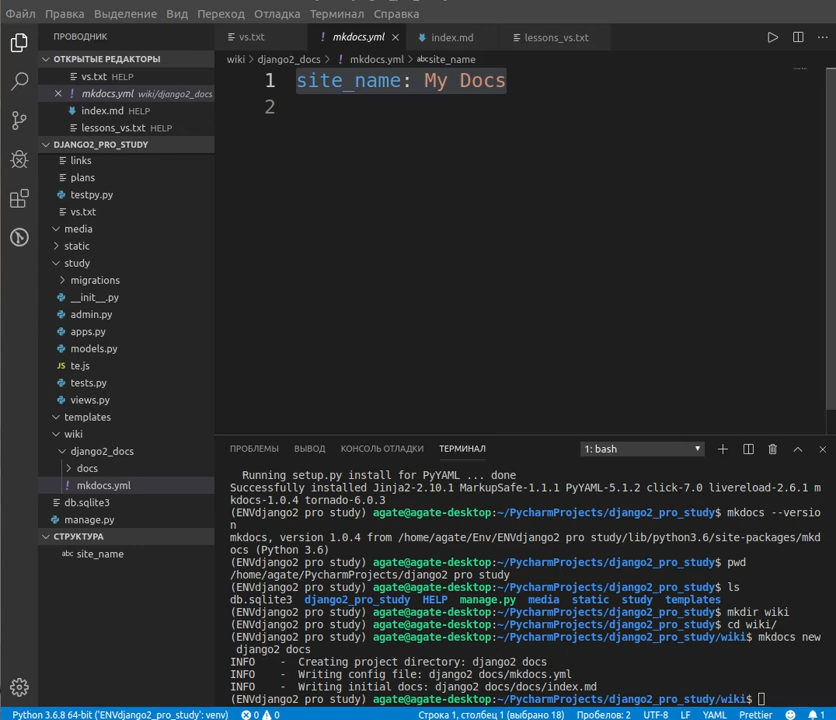 Файл Правка Выделение Вид Переход Отладка Терминал Справка
ПРОВОДНИК
ОТКРЫТЫЕ РЕДАКТОРЫ
vs.txt HELP
mkdocs.yml wiki/django2_docs
index.md HELP
lessons_vs.txt HELP
DJANGO2_PRO_STUDY
links
plans
testpy.py
vs.txt
media
static
study
migrations
__init__.py
admin.py
apps.py
models.py
JS te.js
tests.py
views.py
templates
wiki
django2_docs
docs
! mkdocs.yml
db.sqlite3
manage.py
СТРУКТУРА
abc site_name
vs.txt ! mkdocs.yml index.md lessons_vs.txt
wiki > django2_docs > ! mkdocs.yml > abc site_name
1 site_name: My Docs
2
ПРОБЛЕМЫ ВЫВОД КОНСОЛЬ ОТЛАДКИ ТЕРМИНАЛ 1: bash
Running setup.py install for PyYAML ... done
Successfully installed Jinja2-2.10.1 MarkupSafe-1.1.1 PyYAML-5.1.2 click-7.0 livereload-2.6.1 m
kdocs-1.0.4 tornado-6.0.3
(ENVdjango2 pro study) agate@agate-desktop:~/PycharmProjects/django2_pro_study$ mkdocs --versio
n
mkdocs, version 1.0.4 from /home/agate/Env/ENVdjango2 pro study/lib/python3.6/site-packages/mkd
ocs (Python 3.6)
(ENVdjango2 pro study) agate@agate-desktop:~/PycharmProjects/django2_pro_study$ pwd
/home/agate/PycharmProjects/django2 pro study
(ENVdjango2 pro study) agate@agate-desktop:~/PycharmProjects/django2_pro_study$ ls
db.sqlite3 django2_pro_study HELP manage.py media static study templates
(ENVdjango2 pro study) agate@agate-desktop:~/PycharmProjects/django2_pro_study$ mkdir wiki
(ENVdjango2 pro study) agate@agate-desktop:~/PycharmProjects/django2_pro_study$ cd wiki/
(ENVdjango2 pro study) agate@agate-desktop:~/PycharmProjects/django2_pro_study/wiki$ mkdocs new
django2 docs
INFO - Creating project directory: django2 docs
INFO - Writing config file: django2 docs/mkdocs.yml
INFO - Writing initial docs: django2 docs/docs/index.md
(ENVdjango2 pro study) agate@agate-desktop:~/PycharmProjects/django2_pro_study/wiki$
Python 3.6.8 64-bit ('ENVdjango2_pro_study': venv) 0 0 Строка 1, столбец 1 (выбрано 18) Пробелов: 2 UTF-8 LF YAML Prettier 1